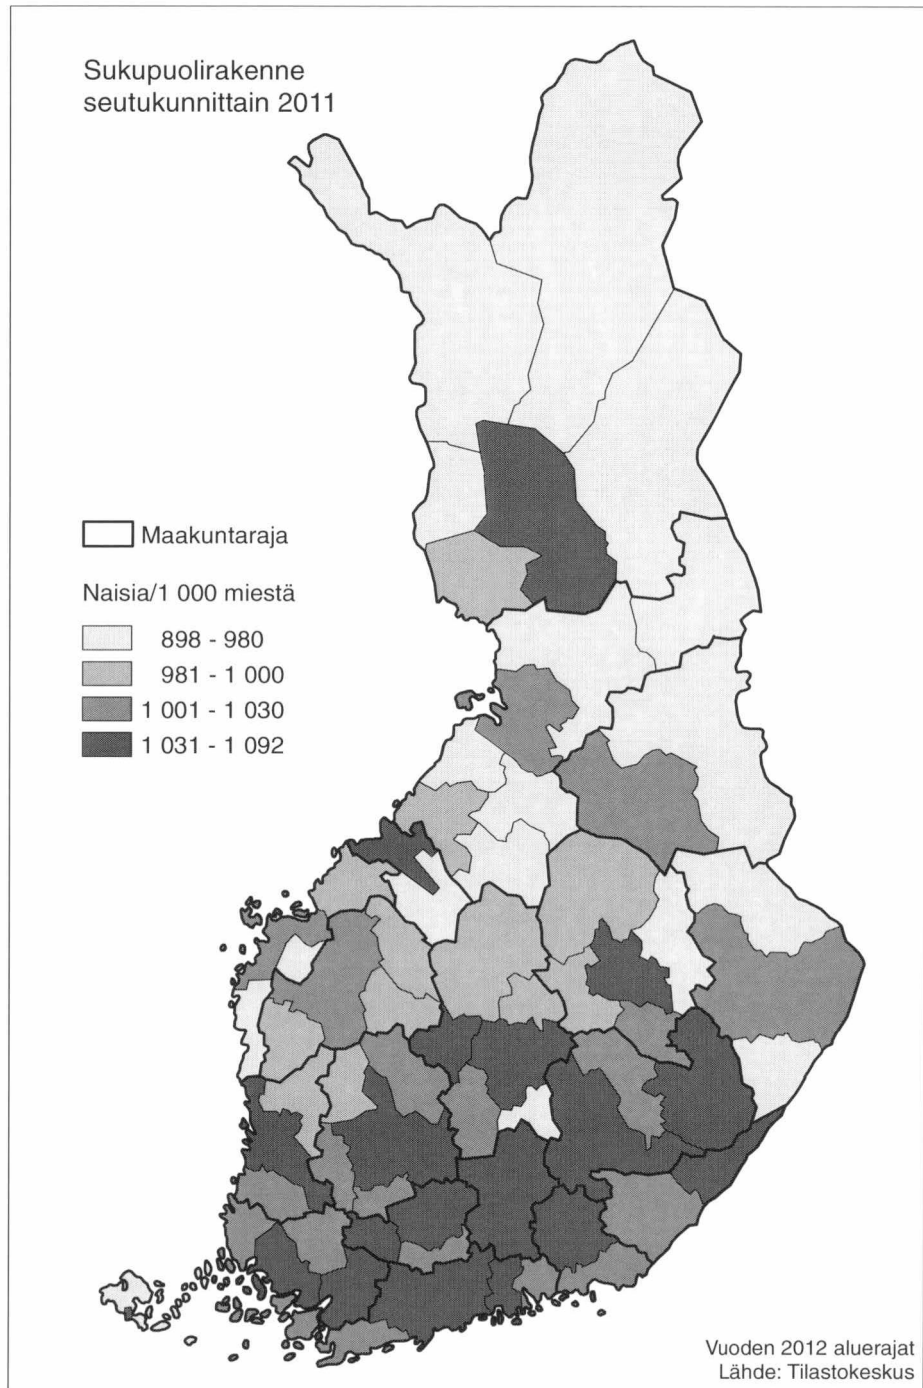 Sukupuolirakenne
seutukunnittain 2011
Maakuntaraja
Naisia/1 000 miestä
898 - 980
981 - 1 000
1 001 - 1 030
1 031 - 1 092
Vuoden 2012 aluerajat
Lähde: Tilastokeskus